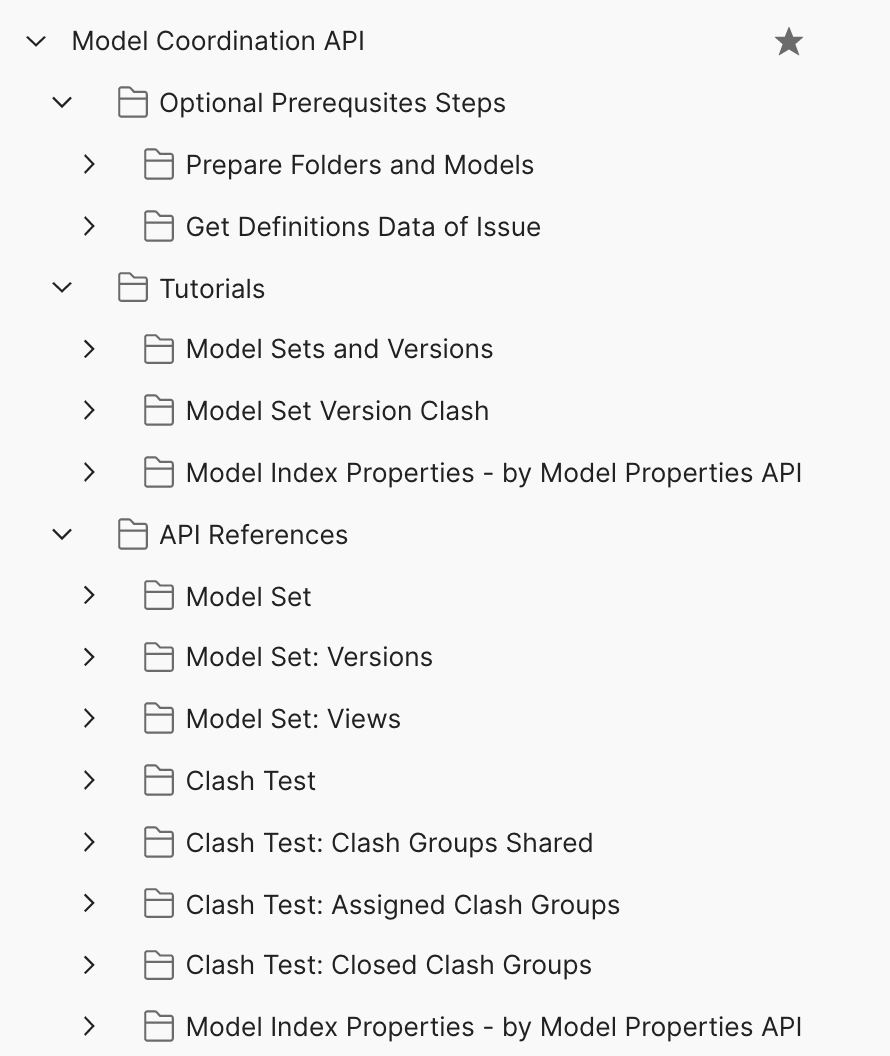 Model Coordination API
Optional Prerequsites Steps
Prepare Folders and Models
Get Definitions Data of Issue
Tutorials
Model Sets and Versions
Model Set Version Clash
Model Index Properties - by Model Properties API
API References
Model Set
Model Set: Versions
Model Set: Views
Clash Test
Clash Test: Clash Groups Shared
Clash Test: Assigned Clash Groups
Clash Test: Closed Clash Groups
Model Index Properties - by Model Properties API